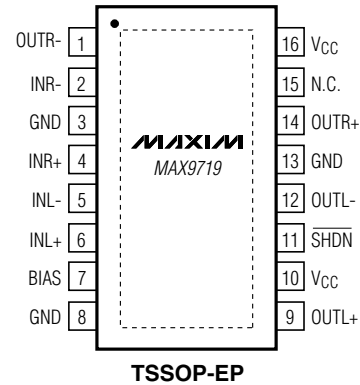 OUTR- 1
INR- 2
GND 3
INR+ 4
INL- 5
INL+ 6
BIAS 7
GND 8
MAXIM
MAX9719
16 VCC
15 N.C.
14 OUTR+
13 GND
12 OUTL-
11 SHDN
10 VCC
9 OUTL+
TSSOP-EP